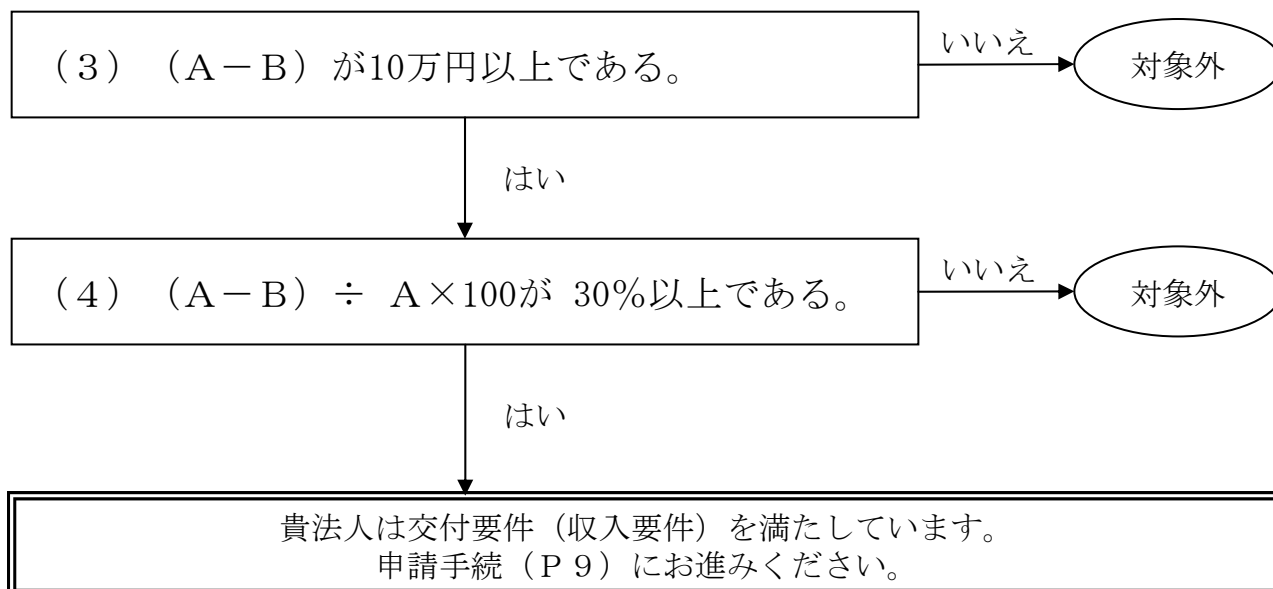 （３）（Ａ－Ｂ）が10万円以上である。
いいえ
対象外
はい
（４）（Ａ－Ｂ）÷ Ａ×100が 30％以上である。
いいえ
対象外
はい
貴法人は交付要件（収入要件）を満たしています。
申請手続（Ｐ９）にお進みください。